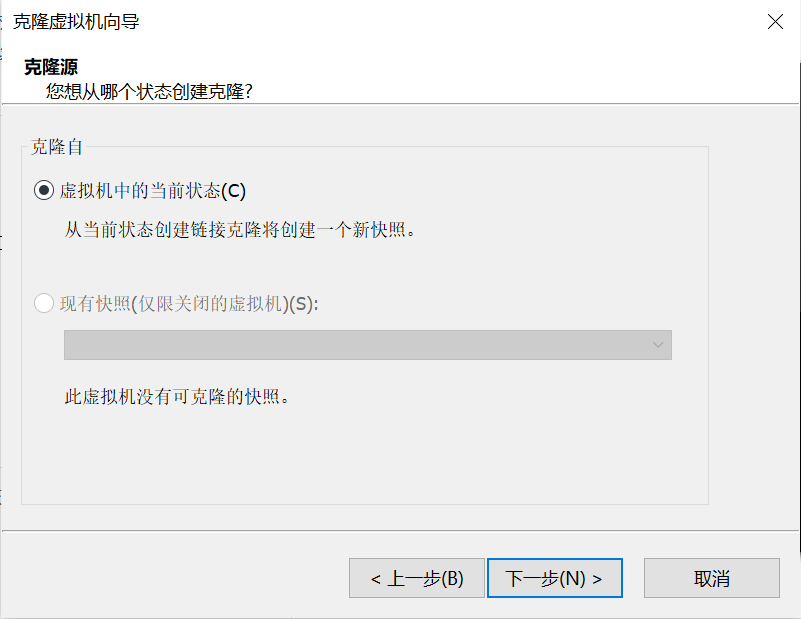 克隆虚拟机向导
克隆源
您想从哪个状态创建克隆?
克隆自
虚拟机中的当前状态(C)
从当前状态创建链接克隆将创建一个新快照。
现有快照(仅限关闭的虚拟机)(S):
此虚拟机没有可克隆的快照。
< 上一步(B)
下一步(N) >
取消